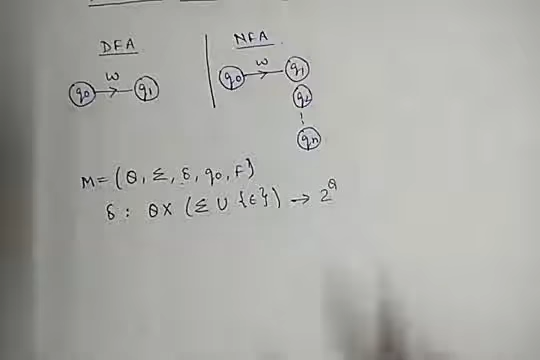 DFA
NFA
w
q0 q1
w
q0 q1
q2
⋮
qn
M = (Q, Σ, δ, q0, F)
δ : Q X (Σ ∪ {ϵ}) → 2^Q